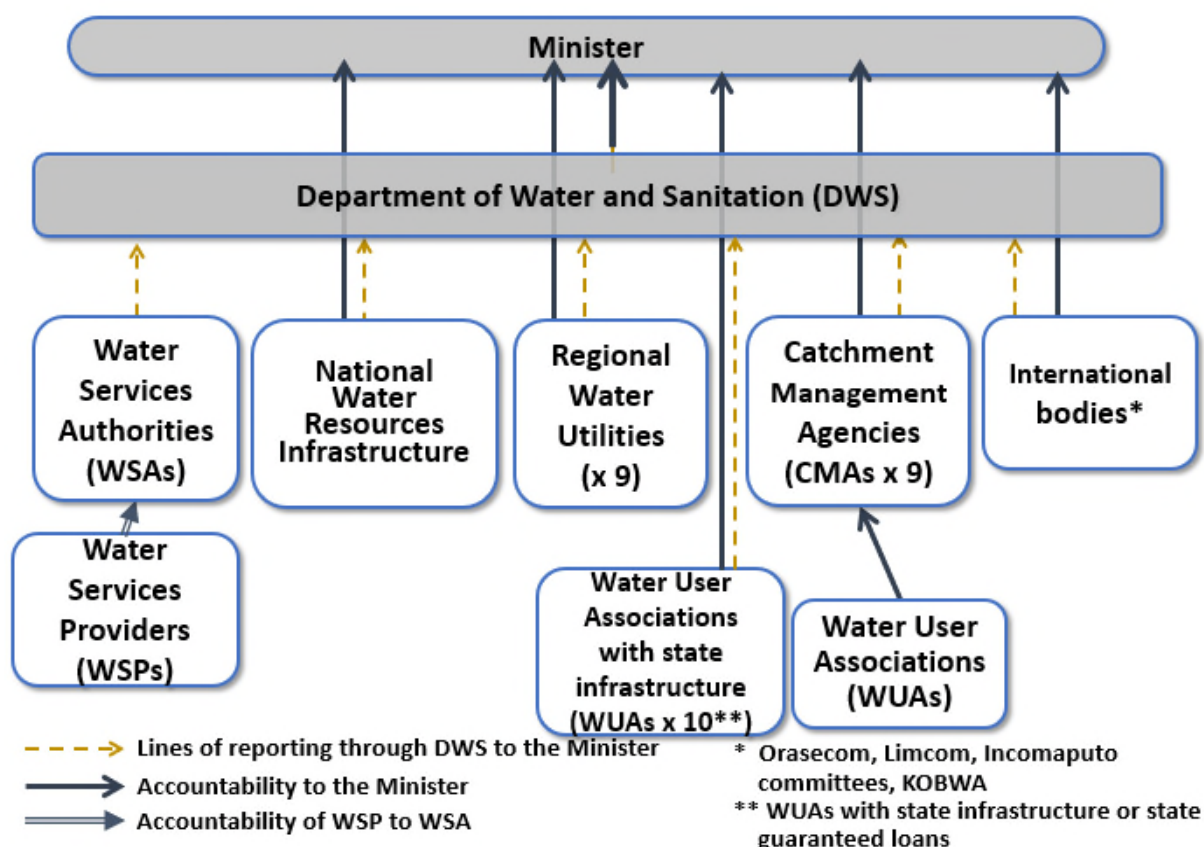 Minister
Department of Water and Sanitation (DWS)
Water
Services
Authorities
(WSAs)
National
Water
Resources
Infrastructure
Regional
Water
Utilities
(x 9)
Catchment
Management
Agencies
(CMAs x 9)
International
bodies*
Water
Services
Providers
(WSPs)
Water User
Associations
with state
infrastructure
(WUAs x 10**)
Water User
Associations
(WUAs)
Lines of reporting through DWS to the Minister
Accountability to the Minister
Accountability of WSP to WSA
* Orasecom, Limcom, Incomaputo
committees, KOBWA
** WUAs with state infrastructure or state
guaranteed loans